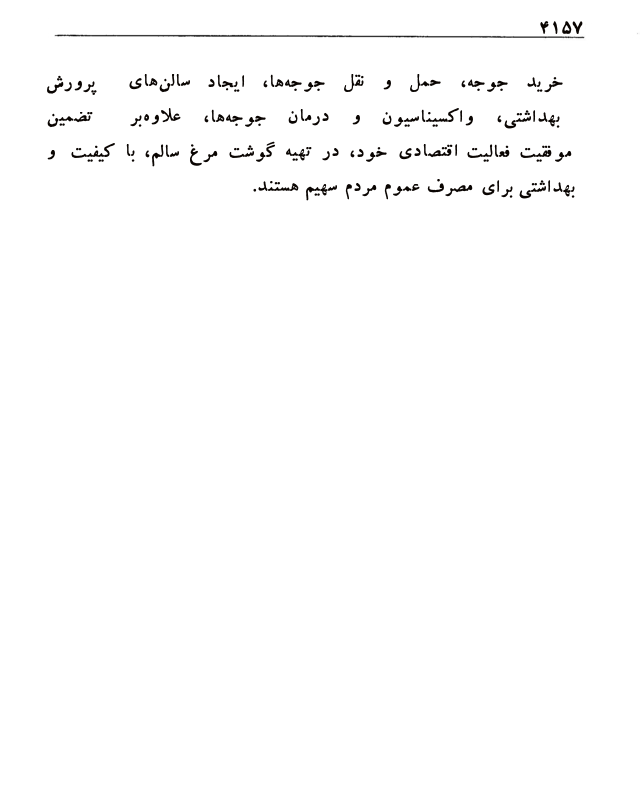 ۴۱۵۷
خرید جوجه، حمل و نقل جوجه‌ها، ایجاد سالن‌های پرورش
بهداشتی، واکسیناسیون و درمان جوجه‌ها، علاوه‌بر تضمین
موفقیت فعالیت اقتصادی خود، در تهیه گوشت مرغ سالم، با کیفیت و
بهداشتی برای مصرف عموم مردم سهیم هستند.